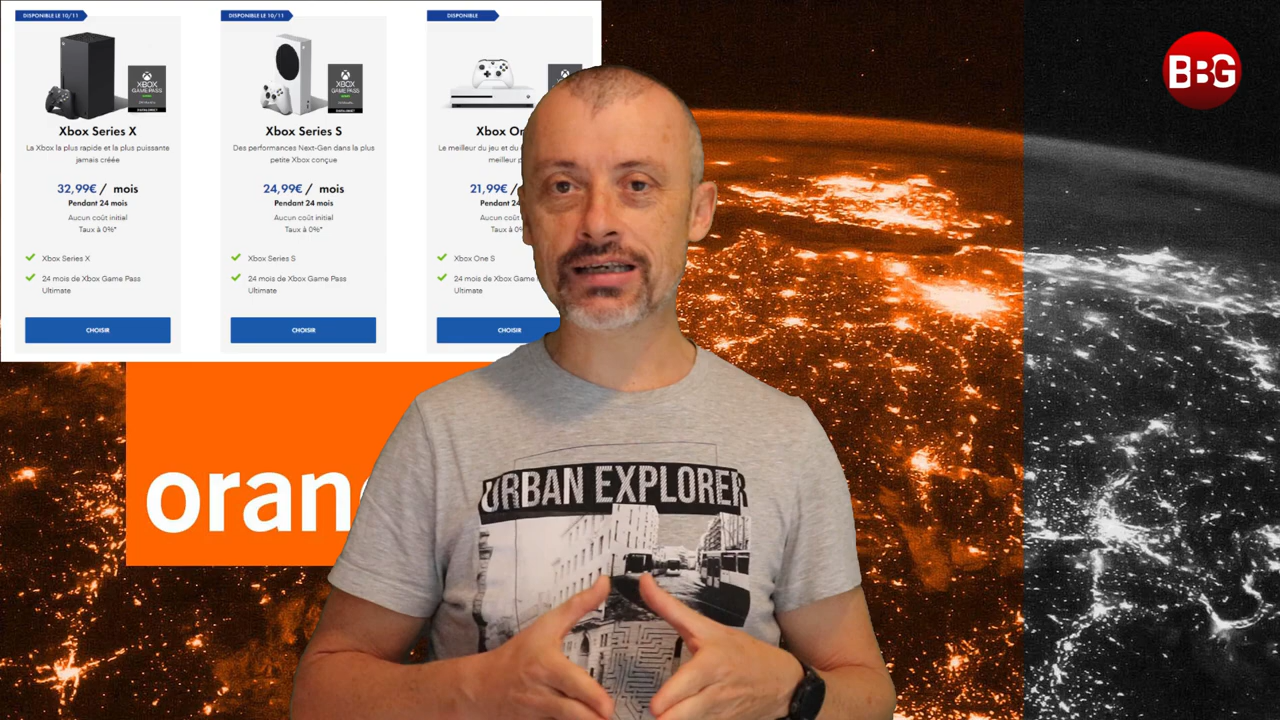 DISPONIBLE LE 10/11
XBOX
GAME PASS
Xbox Series X
La Xbox la plus rapide et la plus puissante
jamais créée
32,99€ / mois
Pendant 24 mois
Aucun coût initial
Taux à 0%*
Xbox Series X
24 mois de Xbox Game Pass
Ultimate
CHOISIR
DISPONIBLE LE 10/11
XBOX
GAME PASS
Xbox Series S
Des performances Next-Gen dans la plus
petite Xbox conçue
24,99€ / mois
Pendant 24 mois
Aucun coût initial
Taux à 0%*
Xbox Series S
24 mois de Xbox Game Pass
Ultimate
CHOISIR
DISPONIBLE
Xbox On
Le meilleur du jeu et du
meilleur
21,99€ /
Pendant 24
Aucun coût
Taux à 0%
Xbox One S
24 mois de Xbox Game
Ultimate
CHOISIR
BBG
oran
URBAN EXPLORER